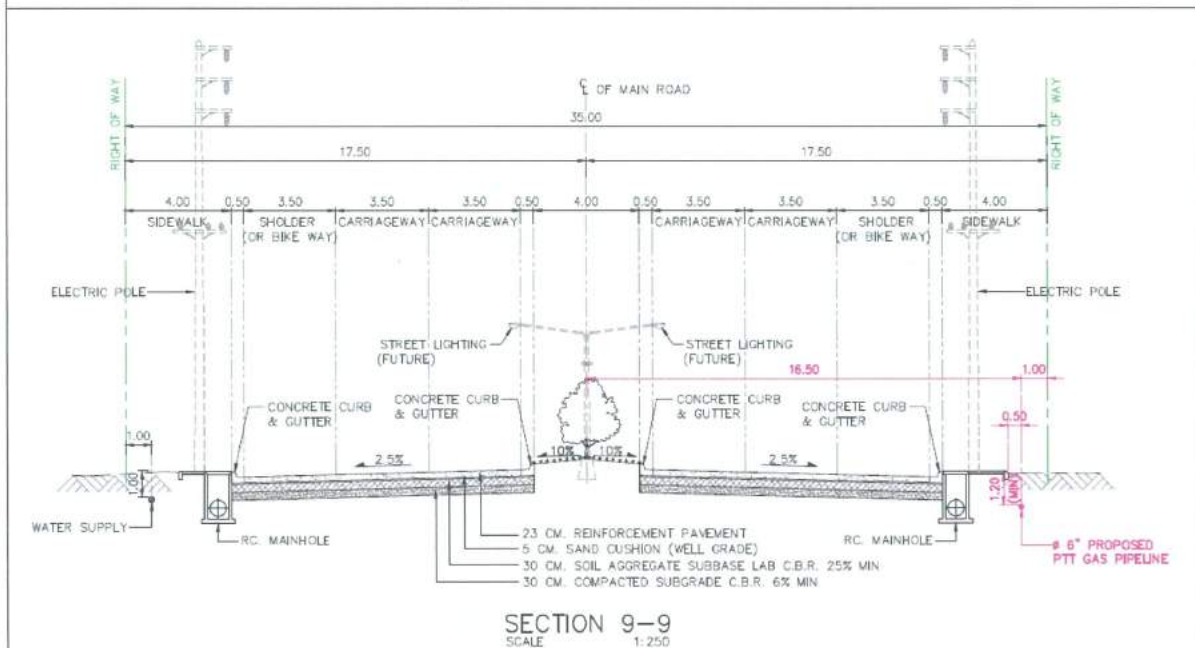 ℄ OF MAIN ROAD
35.00
RIGHT OF WAY
RIGHT OF WAY
17.50
17.50
4.00 0.50 3.50 3.50 3.50 0.50 4.00 0.50 3.50 3.50 3.50 0.50 4.00
SIDEWALK SHOLDER CARRIAGEWAY CARRIAGEWAY CARRIAGEWAY CARRIAGEWAY SHOLDER SIDEWALK
(OR BIKE WAY) (OR BIKE WAY)
ELECTRIC POLE
ELECTRIC POLE
STREET LIGHTING
(FUTURE)
STREET LIGHTING
(FUTURE)
16.50
1.00
CONCRETE CURB
& GUTTER
CONCRETE CURB
& GUTTER
CONCRETE CURB
& GUTTER
CONCRETE CURB
& GUTTER
0.50
1.00
2.5%
10%
10%
2.5%
1.00
1.20
(MIN)
WATER SUPPLY
RC. MAINHOLE
RC. MAINHOLE
23 CM. REINFORCEMENT PAVEMENT
5 CM. SAND CUSHION (WELL GRADE)
30 CM. SOIL AGGREGATE SUBBASE LAB C.B.R. 25% MIN
30 CM. COMPACTED SUBGRADE C.B.R. 6% MIN
ø 6" PROPOSED
PTT GAS PIPELINE
SECTION 9-9
SCALE 1:250